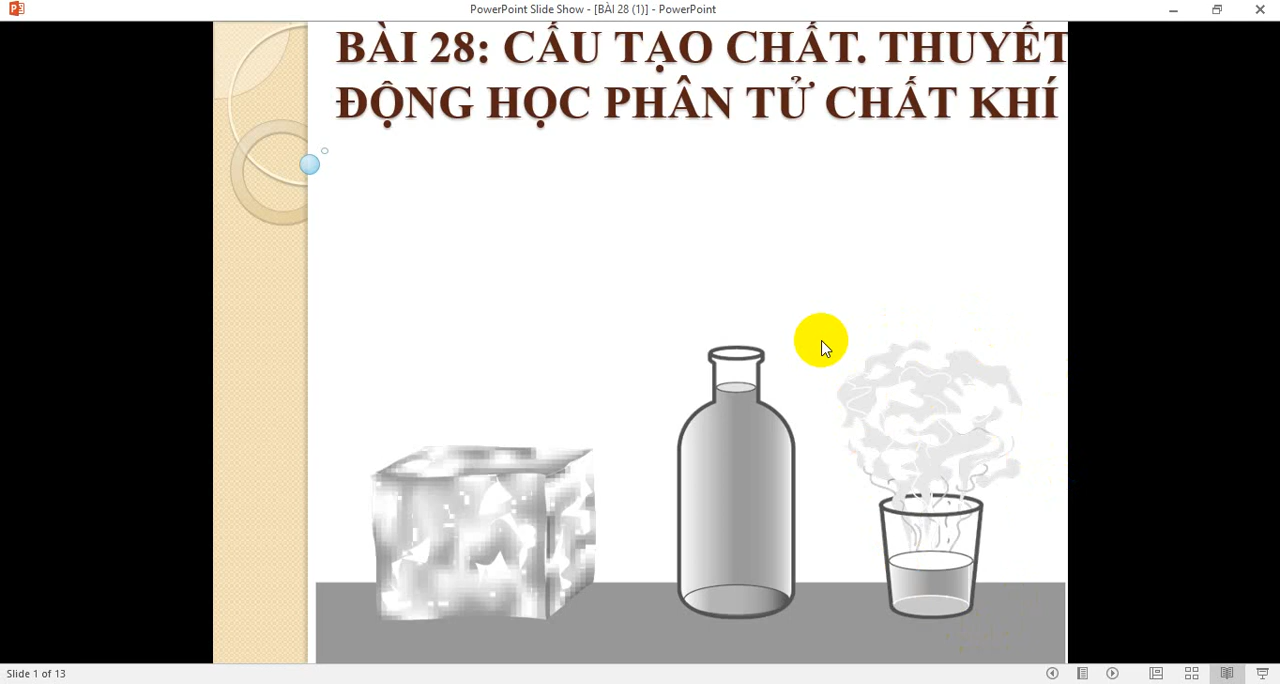 PowerPoint Slide Show - [BÀI 28 (1)] - PowerPoint
BÀI 28: CẤU TẠO CHẤT. THUYẾT
ĐỘNG HỌC PHÂN TỬ CHẤT KHÍ
Slide 1 of 13